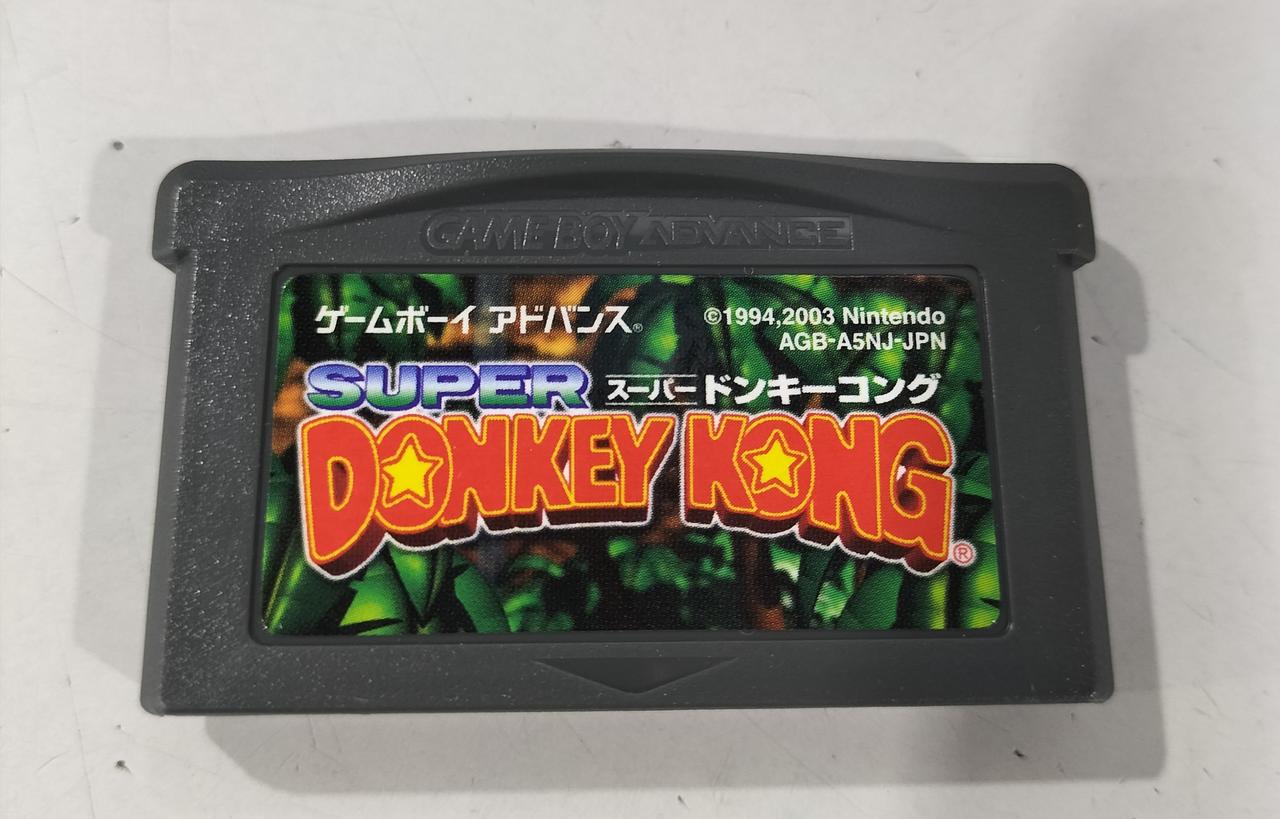 GAME BOY ADVANCE
ゲームボーイ アドバンス®
©1994,2003 Nintendo
AGB-A5NJ-JPN
SUPER スーパードンキーコング
DONKEY KONG®